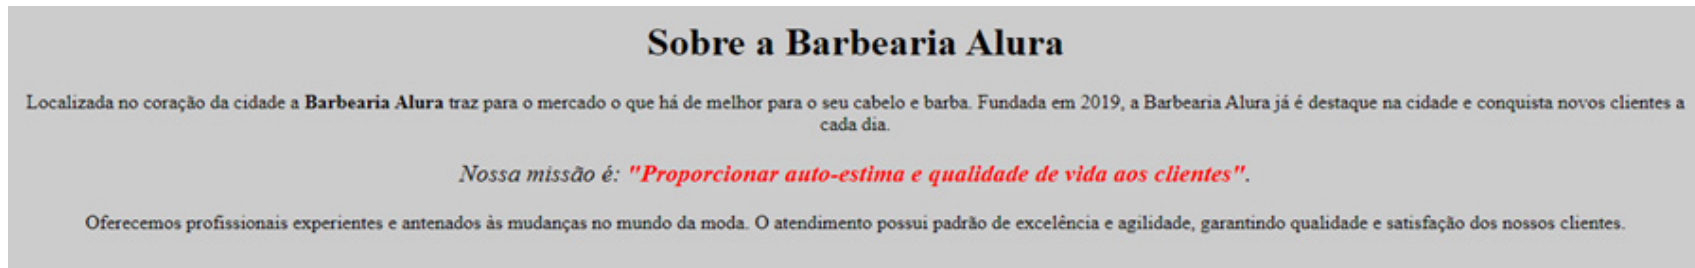 Sobre a Barbearia Alura
Localizada no coração da cidade a Barbearia Alura traz para o mercado o que há de melhor para o seu cabelo e barba. Fundada em 2019, a Barbearia Alura já é destaque na cidade e conquista novos clientes a
cada dia.
Nossa missão é: "Proporcionar auto-estima e qualidade de vida aos clientes".
Oferecemos profissionais experientes e antenados às mudanças no mundo da moda. O atendimento possui padrão de excelência e agilidade, garantindo qualidade e satisfação dos nossos clientes.